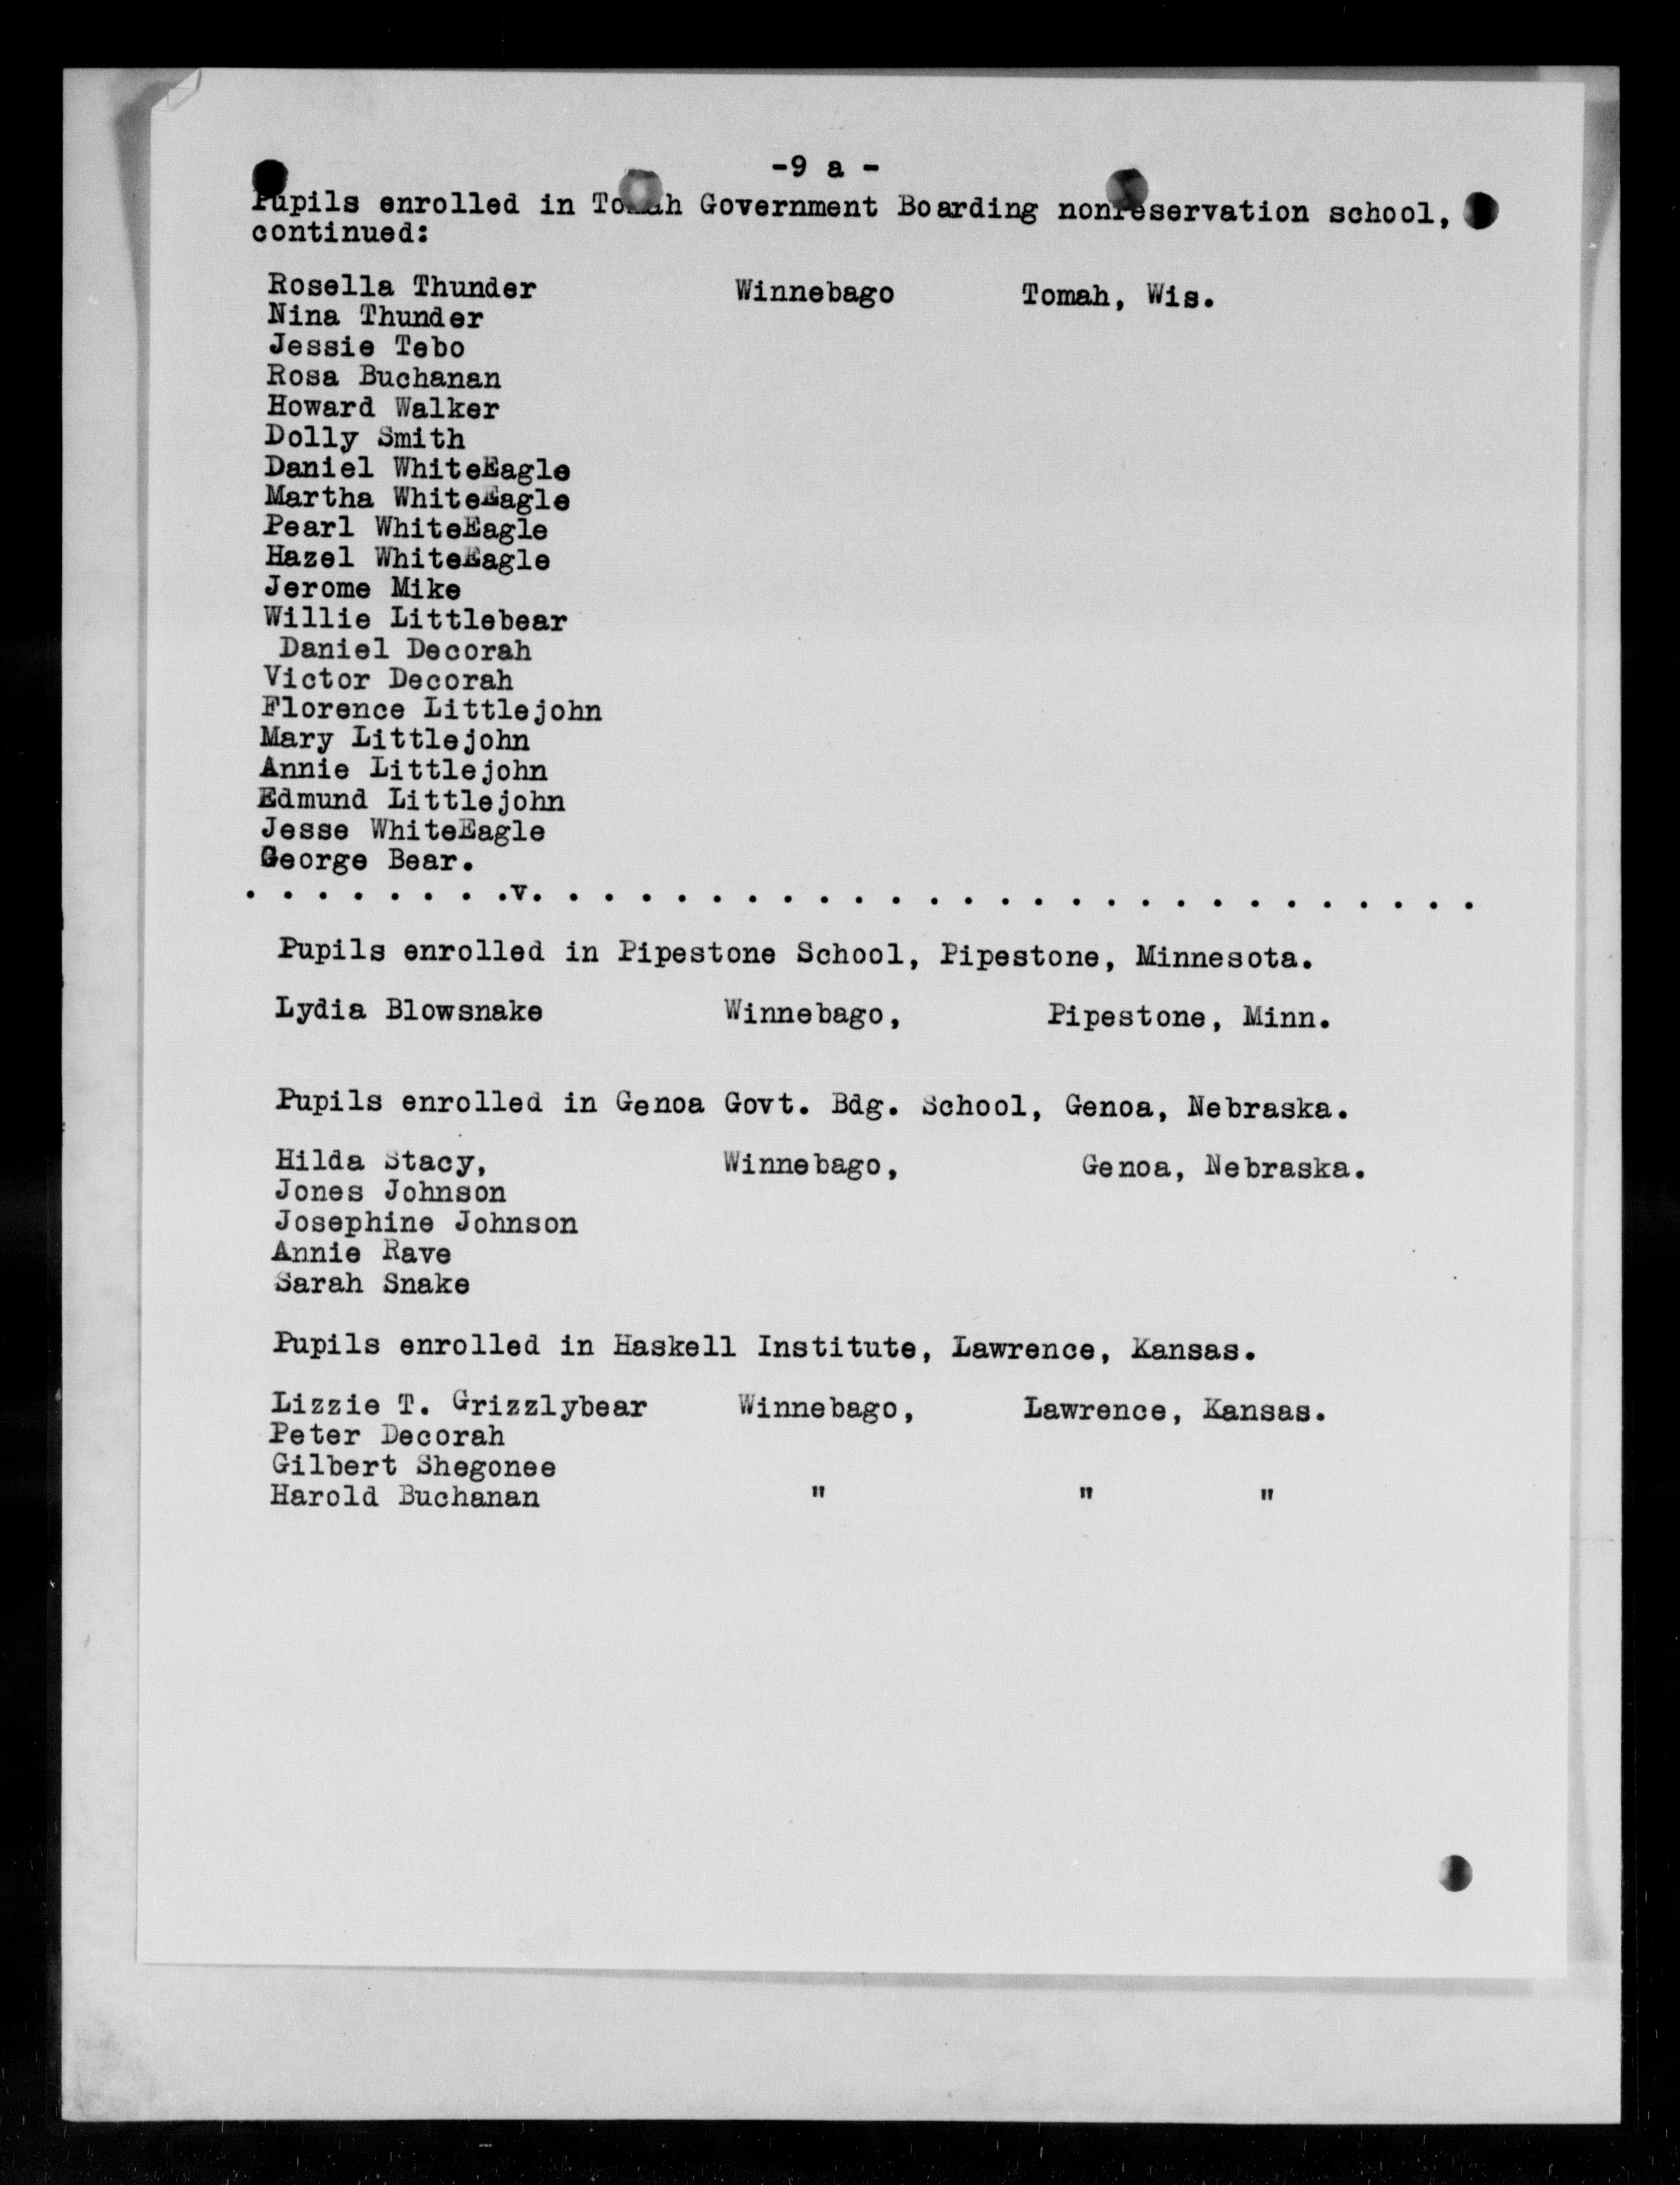 -9 a -
Pupils enrolled in Tomah Government Boarding nonreservation school,
continued:
Rosella Thunder Winnebago Tomah, Wis.
Nina Thunder
Jessie Tebo
Rosa Buchanan
Howard Walker
Dolly Smith
Daniel WhiteEagle
Martha WhiteEagle
Pearl WhiteEagle
Hazel WhiteEagle
Jerome Mike
Willie Littlebear
Daniel Decorah
Victor Decorah
Florence Littlejohn
Mary Littlejohn
Annie Littlejohn
Edmund Littlejohn
Jesse WhiteEagle
George Bear.
. . . . . . . .v. . . . . . . . . . . . . . . . . . . . . . . . . . .
Pupils enrolled in Pipestone School, Pipestone, Minnesota.
Lydia Blowsnake Winnebago, Pipestone, Minn.
Pupils enrolled in Genoa Govt. Bdg. School, Genoa, Nebraska.
Hilda Stacy, Winnebago, Genoa, Nebraska.
Jones Johnson
Josephine Johnson
Annie Rave
Sarah Snake
Pupils enrolled in Haskell Institute, Lawrence, Kansas.
Lizzie T. Grizzlybear Winnebago, Lawrence, Kansas.
Peter Decorah
Gilbert Shegonee
Harold Buchanan " " "